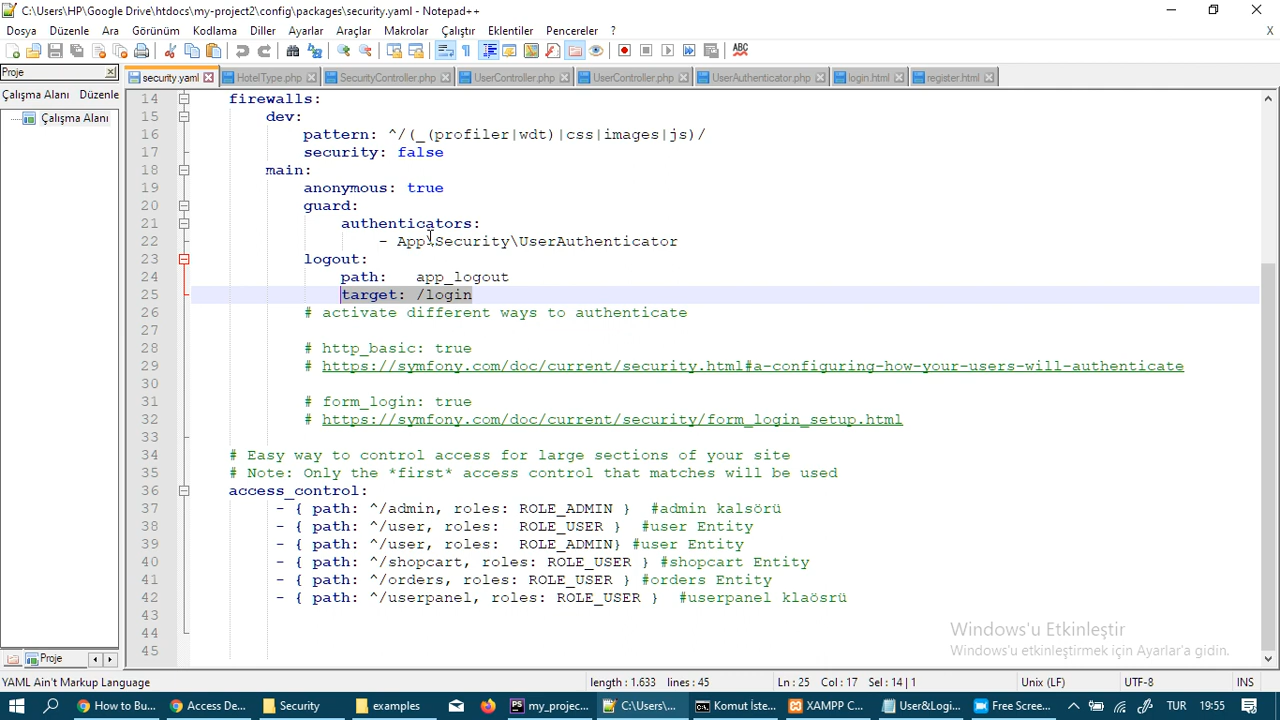 C:\Users\HP\Google Drive\htdocs\my-project2\config\packages\security.yaml - Notepad++
Dosya Düzenle Ara Görünüm Kodlama Diller Ayarlar Araçlar Makrolar Çalıştır Eklentiler Pencereler ? X
Proje
security.yaml HotelType.php SecurityController.php UserController.php UserController.php UserAuthenticator.php login.html register.html
Çalışma Alanı Düzenle
Çalışma Alanı
14 firewalls:
15 dev:
16 pattern: ^/(_(profiler|wdt)|css|images|js)/
17 security: false
18 main:
19 anonymous: true
20 guard:
21 authenticators:
22 - App\Security\UserAuthenticator
23 logout:
24 path: app_logout
25 target: /login
26 # activate different ways to authenticate
27
28 # http_basic: true
29 # https://symfony.com/doc/current/security.html#a-configuring-how-your-users-will-authenticate
30
31 # form_login: true
32 # https://symfony.com/doc/current/security/form_login_setup.html
33
34 # Easy way to control access for large sections of your site
35 # Note: Only the *first* access control that matches will be used
36 access_control:
37 - { path: ^/admin, roles: ROLE_ADMIN } #admin kalsörü
38 - { path: ^/user, roles: ROLE_USER } #user Entity
39 - { path: ^/user, roles: ROLE_ADMIN} #user Entity
40 - { path: ^/shopcart, roles: ROLE_USER } #shopcart Entity
41 - { path: ^/orders, roles: ROLE_USER } #orders Entity
42 - { path: ^/userpanel, roles: ROLE_USER } #userpanel klaösrü
43
44
45
Windows'u Etkinleştir
Windows'u etkinleştirmek için Ayarlar'a gidin.
Proje
YAML Ain't Markup Language length : 1.633 lines : 45 Ln : 25 Col : 17 Sel : 14 | 1 Unix (LF) UTF-8 INS
How to Bu... Access De... Security examples my_projec... C:\Users\... Komut İste... XAMPP C... User&Logi... Free Scree... TUR 19:55